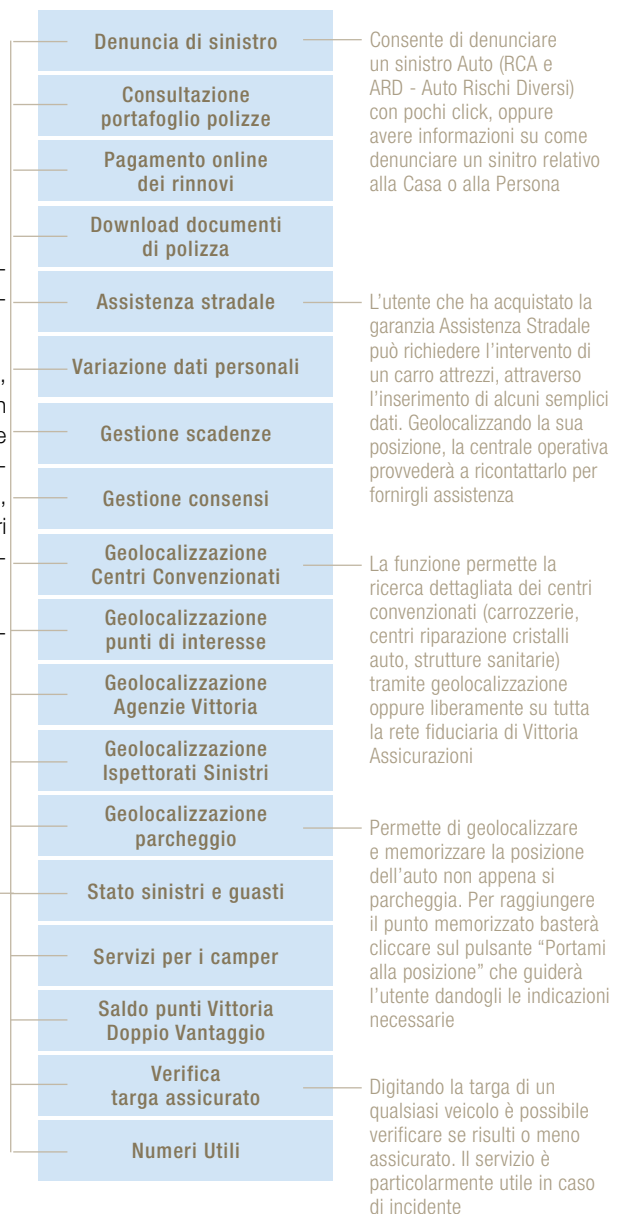 Denuncia di sinistro
Consente di denunciare
un sinistro Auto (RCA e
ARD - Auto Rischi Diversi)
con pochi click, oppure
avere informazioni su come
denunciare un sinitro relativo
alla Casa o alla Persona
Consultazione
portafoglio polizze
Pagamento online
dei rinnovi
Download documenti
di polizza
Assistenza stradale
L'utente che ha acquistato la
garanzia Assistenza Stradale
può richiedere l'intervento di
un carro attrezzi, attraverso
l'inserimento di alcuni semplici
dati. Geolocalizzando la sua
posizione, la centrale operativa
provvederà a ricontattarlo per
fornirgli assistenza
Variazione dati personali
Gestione scadenze
Gestione consensi
Geolocalizzazione
Centri Convenzionati
La funzione permette la
ricerca dettagliata dei centri
convenzionati (carrozzerie,
centri riparazione cristalli
auto, strutture sanitarie)
tramite geolocalizzazione
oppure liberamente su tutta
la rete fiduciaria di Vittoria
Assicurazioni
Geolocalizzazione
punti di interesse
Geolocalizzazione
Agenzie Vittoria
Geolocalizzazione
Ispettorati Sinistri
Geolocalizzazione
parcheggio
Permette di geolocalizzare
e memorizzare la posizione
dell'auto non appena si
parcheggia. Per raggiungere
il punto memorizzato basterà
cliccare sul pulsante "Portami
alla posizione" che guiderà
l'utente dandogli le indicazioni
necessarie
Stato sinistri e guasti
Servizi per i camper
Saldo punti Vittoria
Doppio Vantaggio
Verifica
targa assicurato
Digitando la targa di un
qualsiasi veicolo è possibile
verificare se risulti o meno
assicurato. Il servizio è
particolarmente utile in caso
di incidente
Numeri Utili